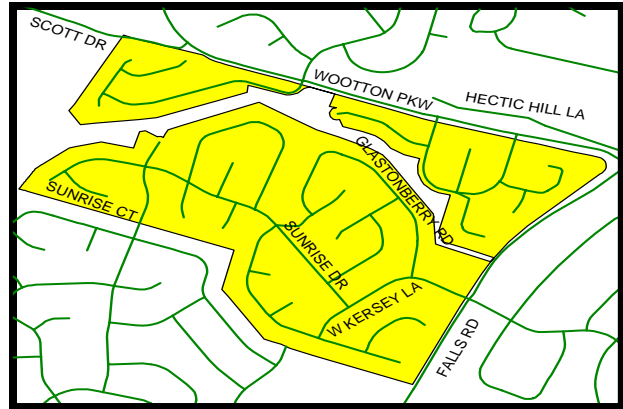 SCOTT DR
WOOTTON PKW
HECTIC HILL LA
GLASTONBERRY RD
SUNRISE CT
SUNRISE DR
W KERSEY LA
FALLS RD